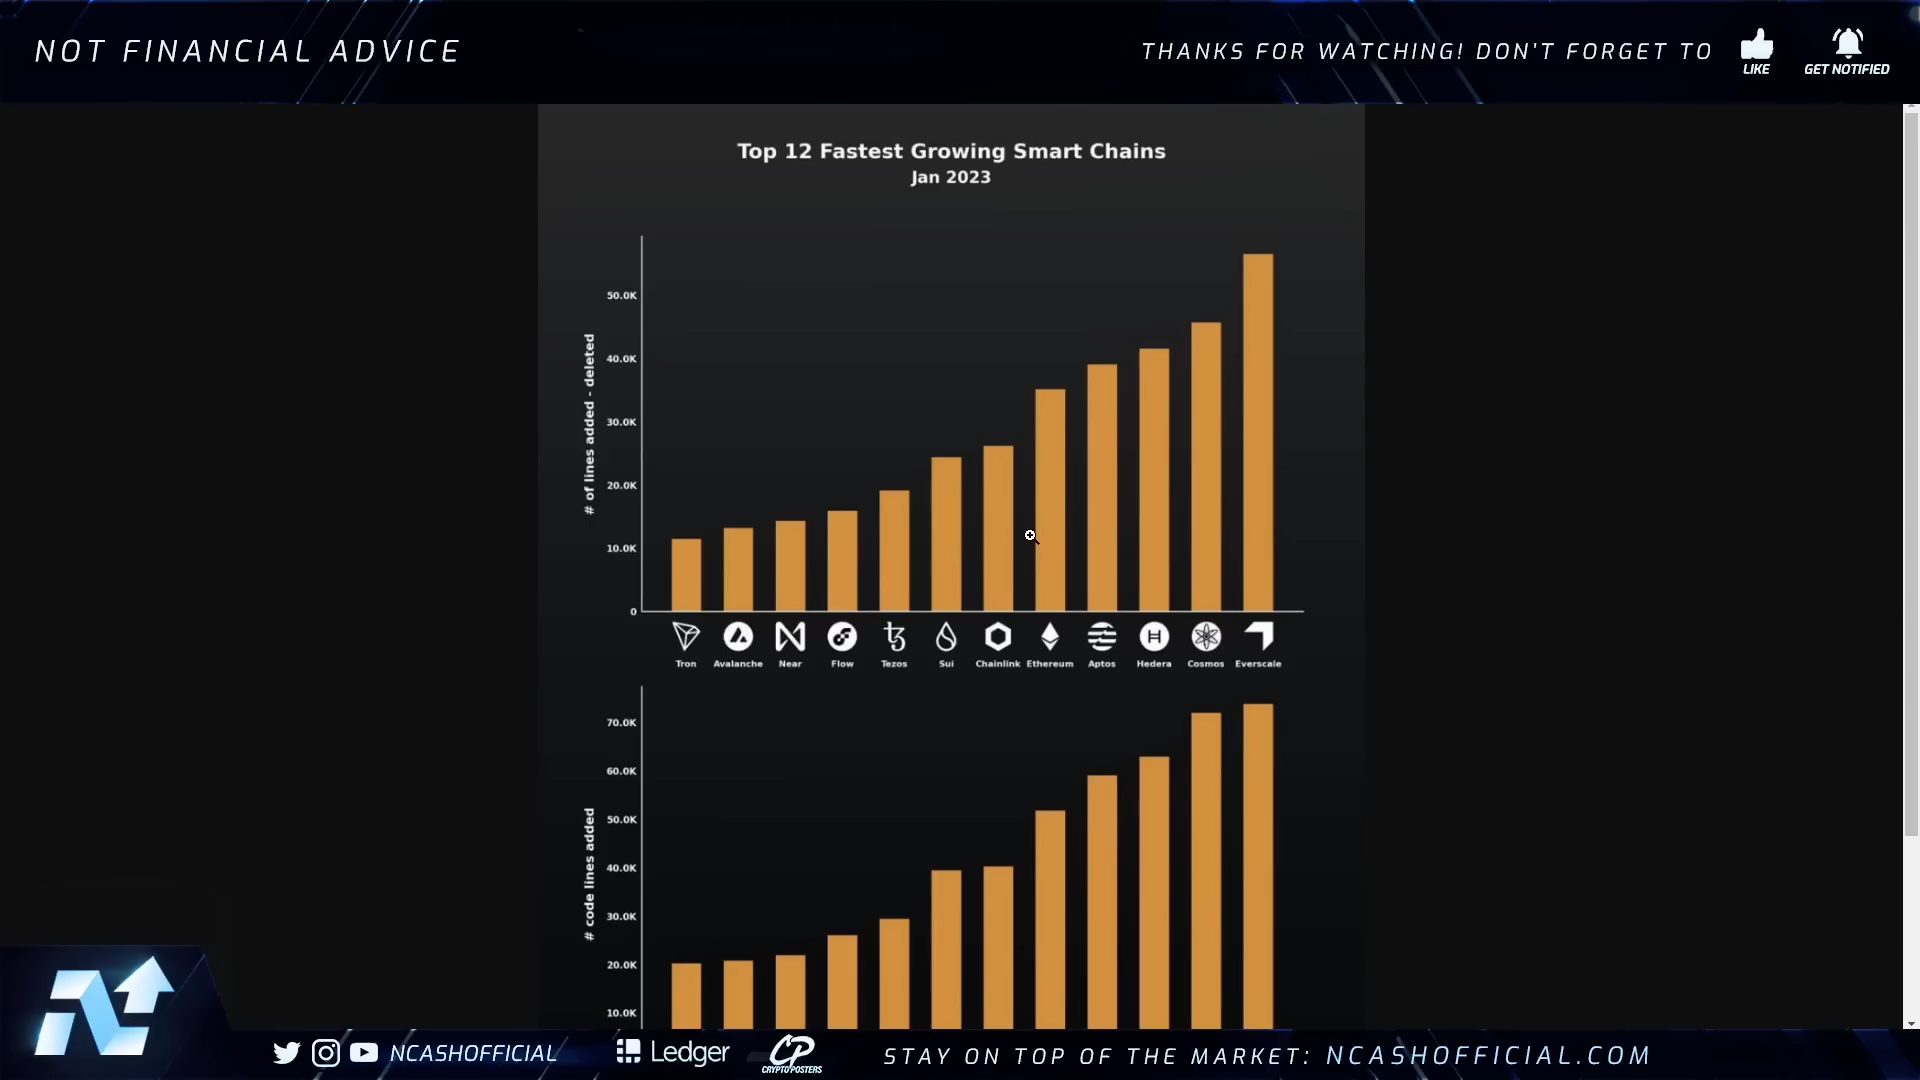 NOT FINANCIAL ADVICE
THANKS FOR WATCHING! DON'T FORGET TO
LIKE
GET NOTIFIED
Top 12 Fastest Growing Smart Chains
Jan 2023
# of lines added - deleted
50.0K
40.0K
30.0K
20.0K
10.0K
0
Tron Avalanche Near Flow Tezos Sui Chainlink Ethereum Aptos Hedera Cosmos Everscale
# code lines added
70.0K
60.0K
50.0K
40.0K
30.0K
20.0K
10.0K
NCASHOFFICIAL
Ledger
CP
CRYPTOPOSTERS
STAY ON TOP OF THE MARKET: NCASHOFFICIAL.COM